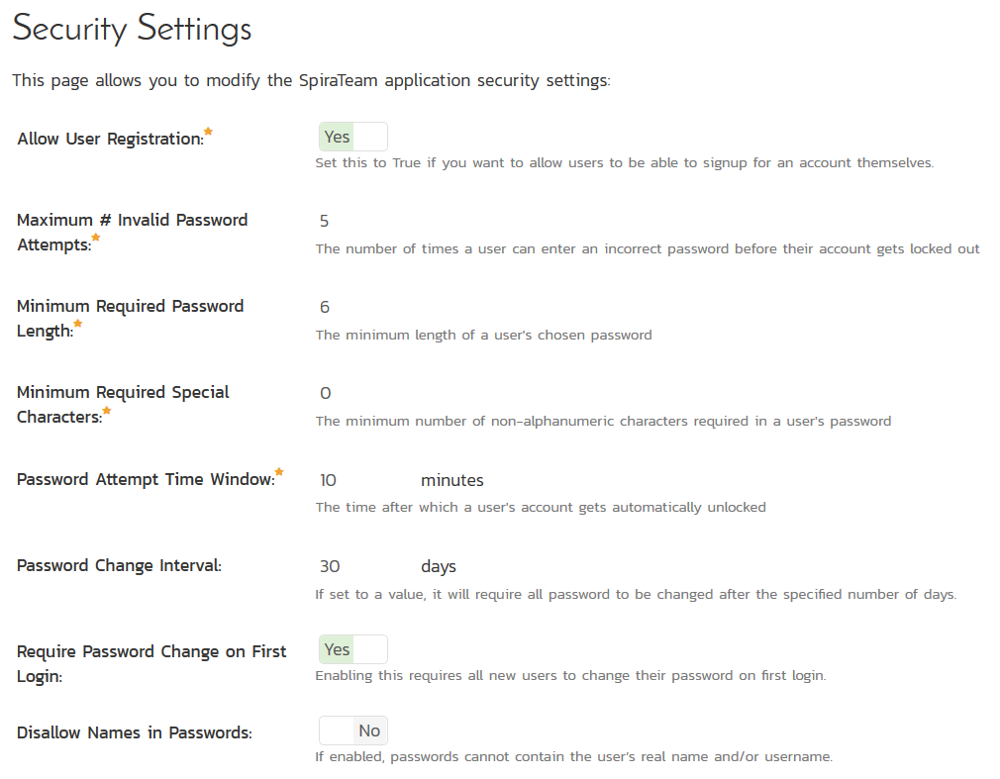 Security Settings
This page allows you to modify the SpiraTeam application security settings:
Allow User Registration:
Yes
Set this to True if you want to allow users to be able to signup for an account themselves.
Maximum # Invalid Password
Attempts:
5
The number of times a user can enter an incorrect password before their account gets locked out
Minimum Required Password
Length:
6
The minimum length of a user's chosen password
Minimum Required Special
Characters:
0
The minimum number of non-alphanumeric characters required in a user's password
Password Attempt Time Window:
10 minutes
The time after which a user's account gets automatically unlocked
Password Change Interval:
30 days
If set to a value, it will require all password to be changed after the specified number of days.
Require Password Change on First
Login:
Yes
Enabling this requires all new users to change their password on first login.
Disallow Names in Passwords:
No
If enabled, passwords cannot contain the user's real name and/or username.